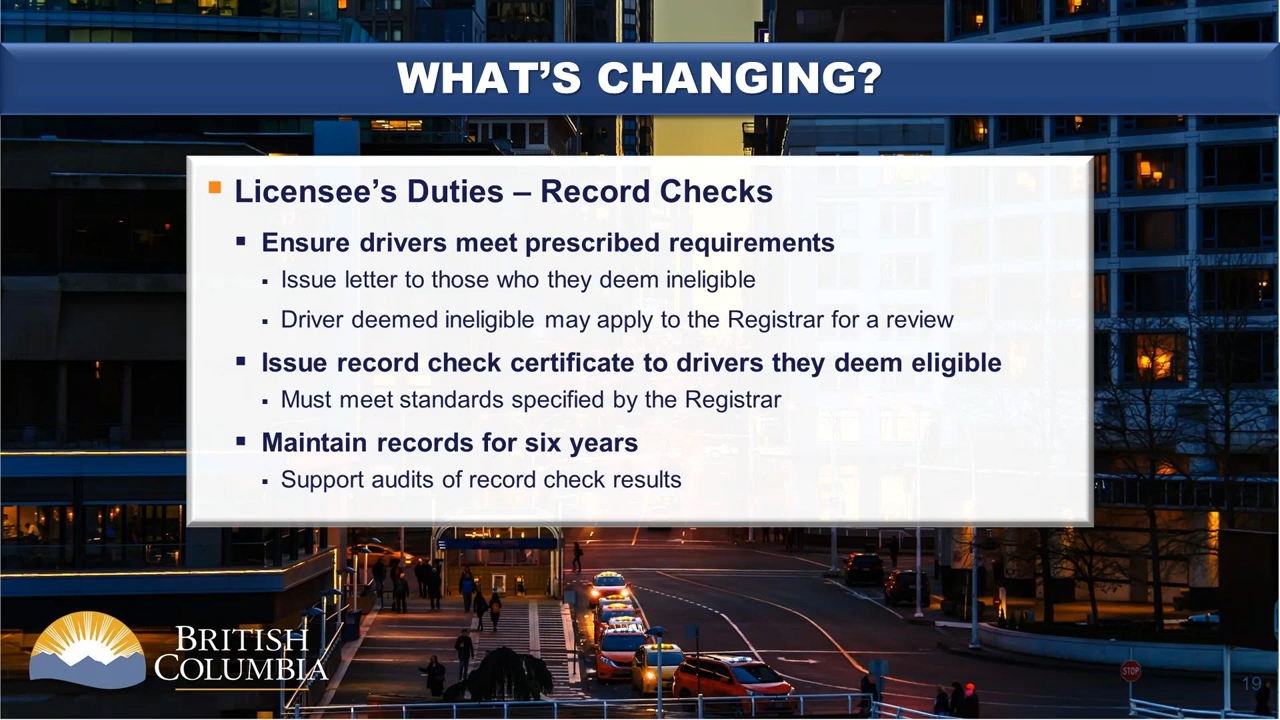 WHAT'S CHANGING?
Licensee's Duties – Record Checks
Ensure drivers meet prescribed requirements
Issue letter to those who they deem ineligible
Driver deemed ineligible may apply to the Registrar for a review
Issue record check certificate to drivers they deem eligible
Must meet standards specified by the Registrar
Maintain records for six years
Support audits of record check results
BRITISH
COLUMBIA
STOP
19